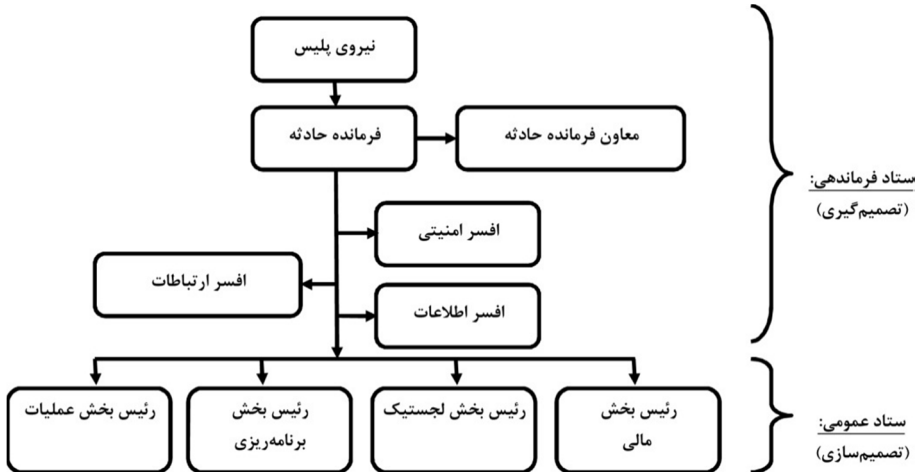 نیروی پلیس
فرمانده حادثه
معاون فرمانده حادثه
ستاد فرماندهی:
(تصمیم‌گیری)
افسر امنیتی
افسر ارتباطات
افسر اطلاعات
رئیس بخش
مالی
رئیس بخش لجستیک
رئیس بخش
برنامه‌ریزی
رئیس بخش عملیات
ستاد عمومی:
(تصمیم‌سازی)